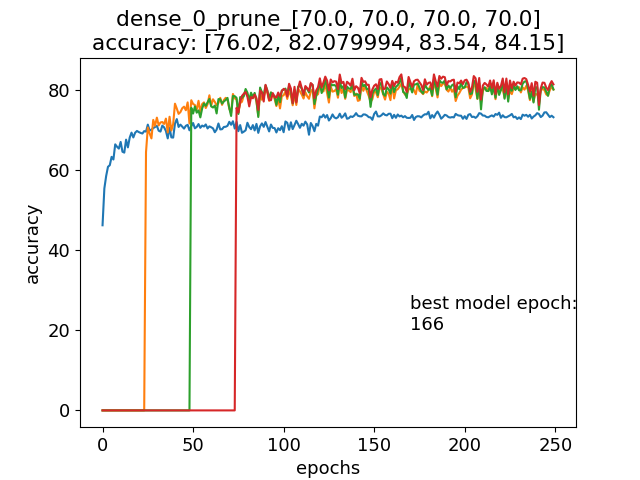 dense_0_prune_[70.0, 70.0, 70.0, 70.0]
accuracy: [76.02, 82.079994, 83.54, 84.15]
80
60
40
20
0
accuracy
best model epoch:
166
0 50 100 150 200 250
epochs